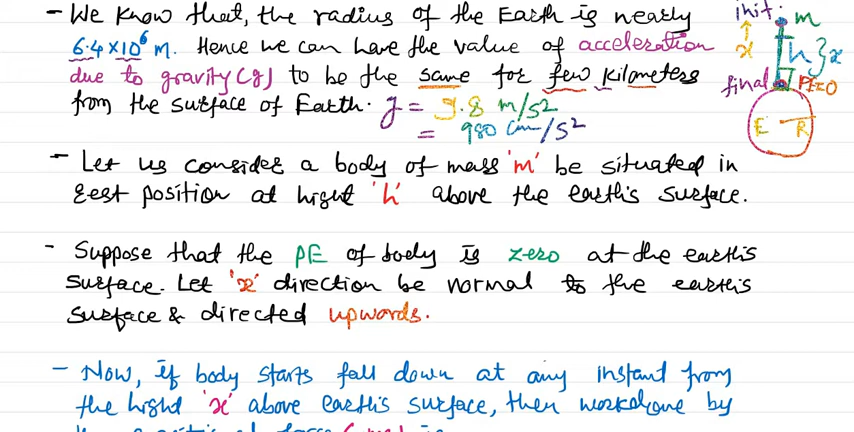 - We know that, the radius of the Earth is nearly
6.4 × 10⁶ m. Hence we can have the value of acceleration
due to gravity (g) to be the same for few kilometers
from the surface of Earth. g = 9.8 m/s²
= 980 cm/s²
init.
m
x
h } x
final
PE=0
E R
- Let us consider a body of mass 'm' be situated in
rest position at hight 'h' above the earth's surface.
- Suppose that the PE of body is zero at the earth's
surface. Let 'x' direction be normal to the earth's
surface & directed upwards.
- Now, if body starts fall down at any instant from
the hight 'x' above earth's surface, then workdone by